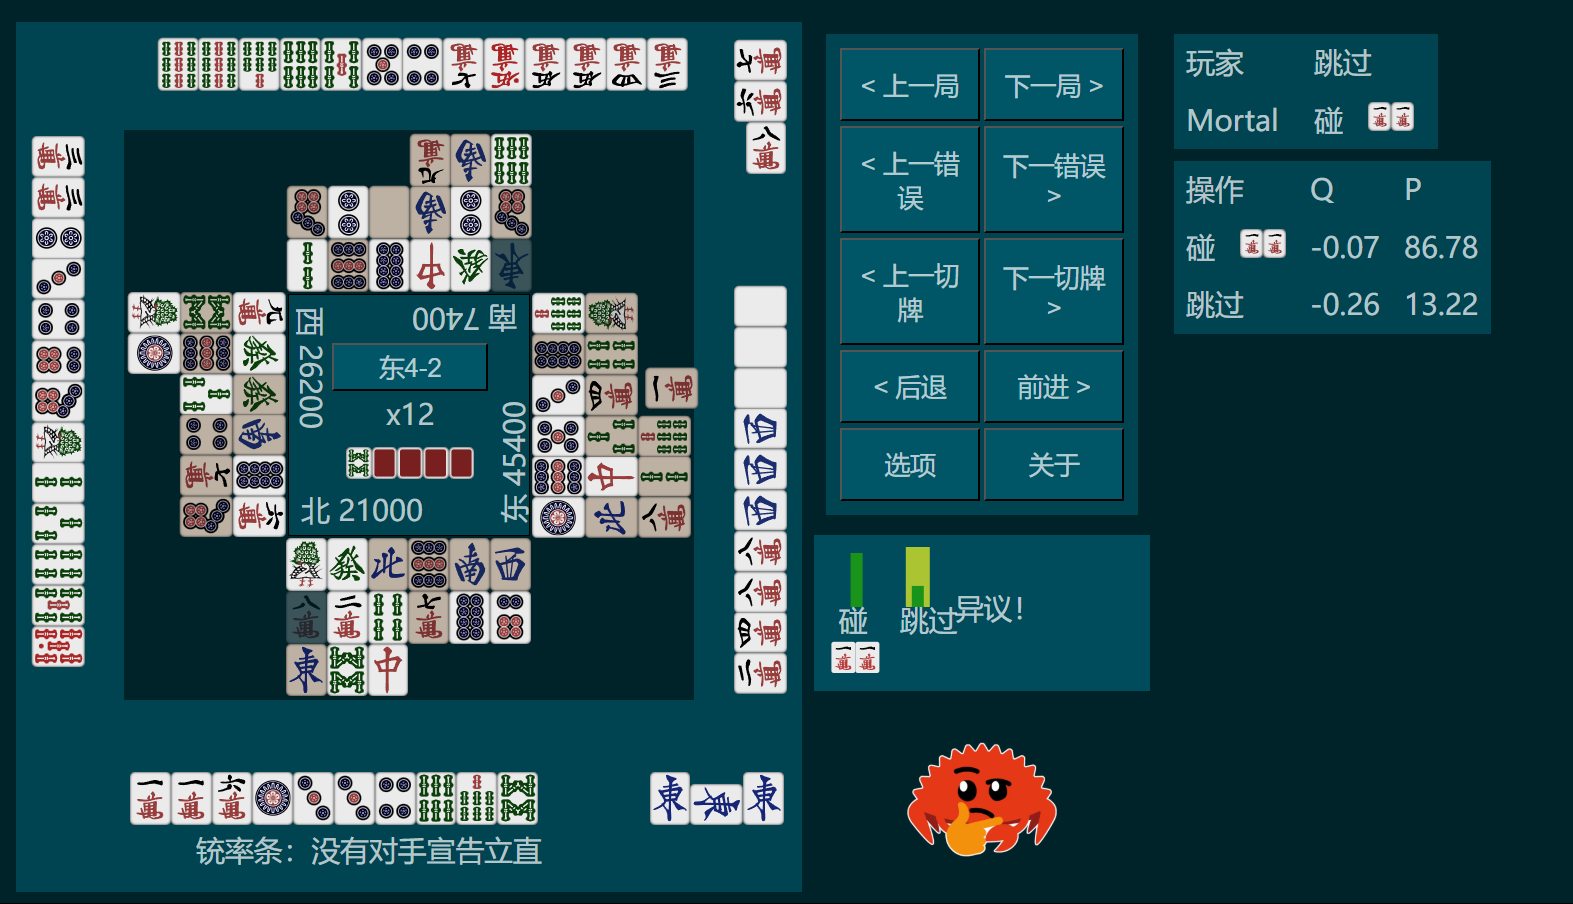 南 7400
西 26200
东4-2
x12
东 45400
北 21000
铳率条：没有对手宣告立直
< 上一局
下一局 >
< 上一错误
下一错误 >
< 上一切牌
下一切牌 >
< 后退
前进 >
选项
关于
玩家 跳过
Mortal 碰
操作 Q P
碰 -0.07 86.78
跳过 -0.26 13.22
碰 跳过 异议！